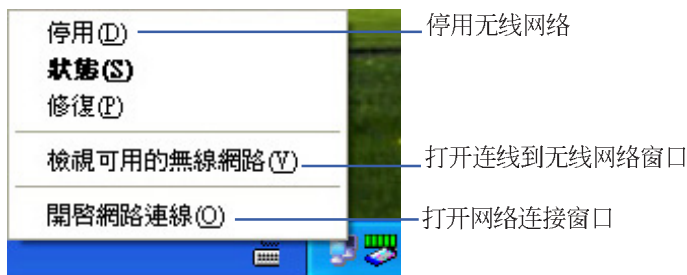 停用(D)
停用无线网络
狀態(S)
修復(P)
檢視可用的無線網路(V)
打开连线到无线网络窗口
開啓網路連線(O)
打开网络连接窗口